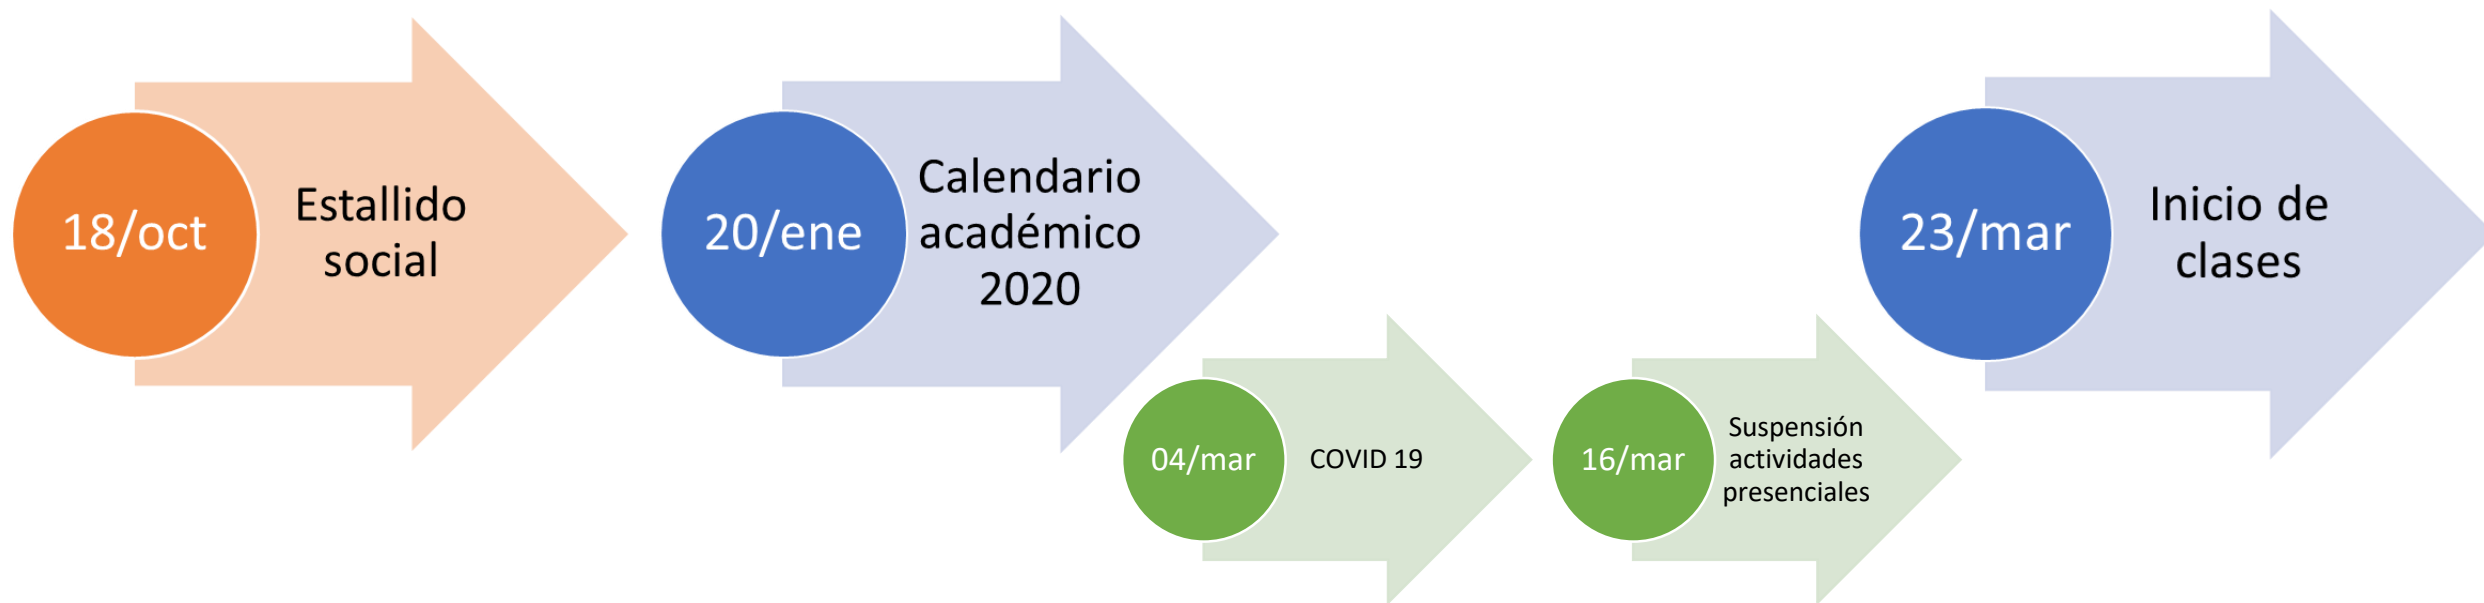 18/oct
Estallido
social
20/ene
Calendario
académico
2020
04/mar
COVID 19
16/mar
Suspensión
actividades
presenciales
23/mar
Inicio de
clases